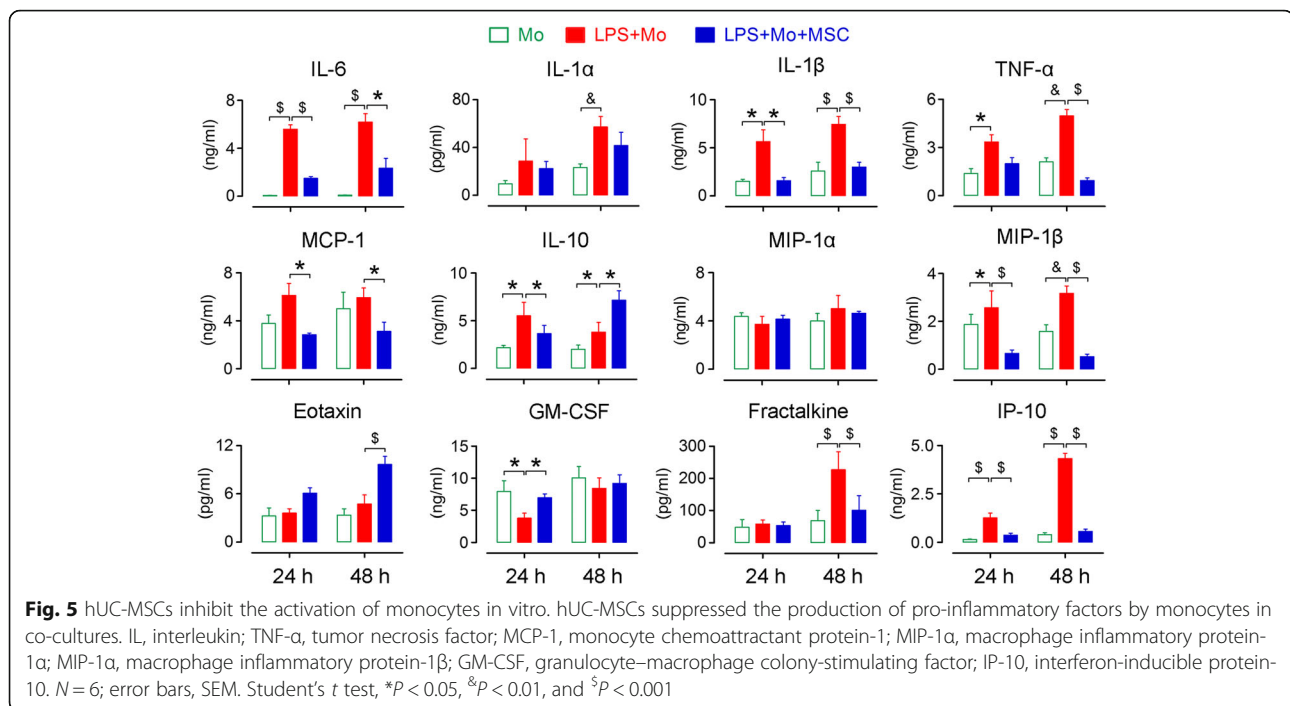 Mo LPS+Mo LPS+Mo+MSC
IL-6 IL-1α IL-1β TNF-α
8 $ $ $ * 80 & 10 * * $ $ 6 * & $
(ng/ml) 4 (pg/ml) 40 (ng/ml) 5 (ng/ml) 3
0 0 0 0
MCP-1 IL-10 MIP-1α MIP-1β
8 * * 10 * * * * 8 4 * $ & $
(ng/ml) 4 (ng/ml) 5 (ng/ml) 4 (ng/ml) 2
0 0 0 0
Eotaxin GM-CSF Fractalkine IP-10
12 $ 15 * * 300 $ $ 5.0 $ $ $ $
(pg/ml) 6 (ng/ml) 10 (pg/ml) 200 (ng/ml) 2.5
5 100
0 0 0 0.0
24 h 48 h 24 h 48 h 24 h 48 h 24 h 48 h
Fig. 5 hUC-MSCs inhibit the activation of monocytes in vitro. hUC-MSCs suppressed the production of pro-inflammatory factors by monocytes in
co-cultures. IL, interleukin; TNF-α, tumor necrosis factor; MCP-1, monocyte chemoattractant protein-1; MIP-1α, macrophage inflammatory protein-
1α; MIP-1α, macrophage inflammatory protein-1β; GM-CSF, granulocyte–macrophage colony-stimulating factor; IP-10, interferon-inducible protein-
10. N = 6; error bars, SEM. Student's t test, *P < 0.05, &P < 0.01, and $P < 0.001